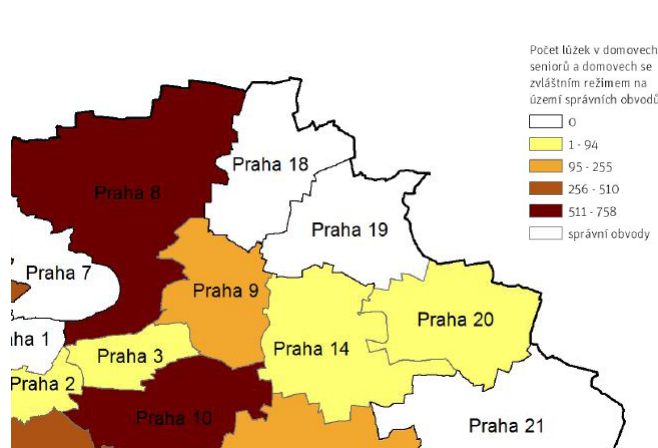 Počet lůžek v domovech
seniorů a domovech se
zvláštním režimem na
území správních obvodů
0
1 - 94
95 - 255
256 - 510
511 - 758
správní obvody
Praha 18
Praha 8
Praha 19
Praha 7
Praha 9
Praha 20
ha 1
Praha 3
Praha 14
Praha 2
Praha 10
Praha 21